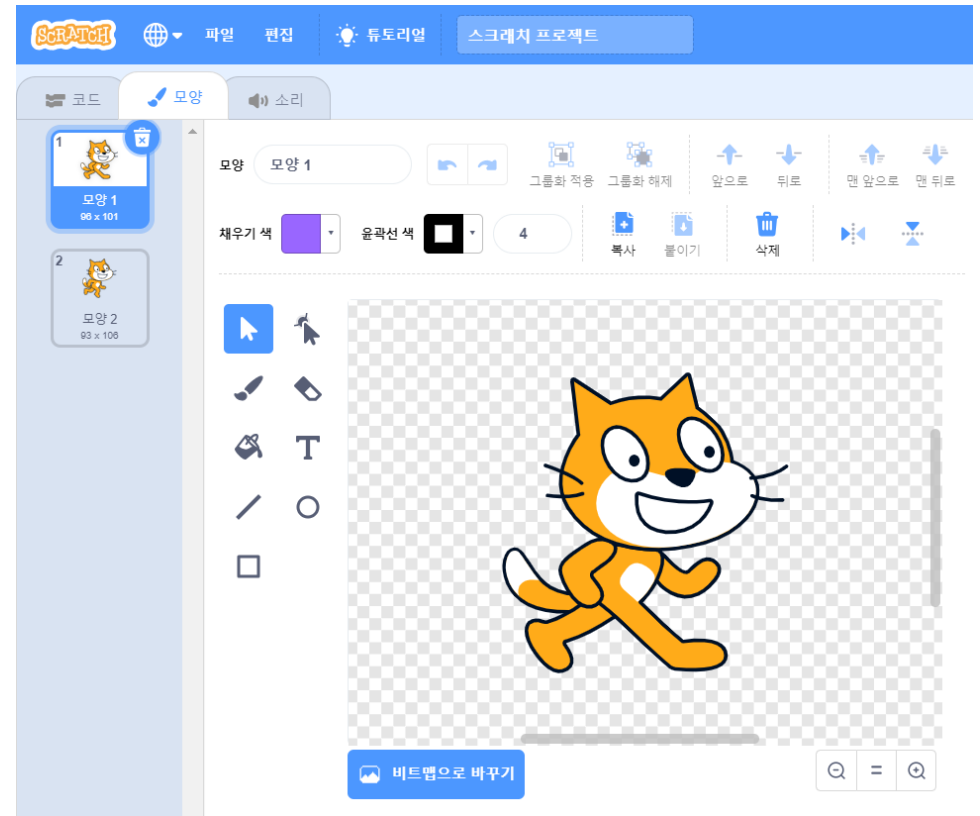 SCRATCH 파일 편집 튜토리얼 스크래치 프로젝트
코드 모양 소리
1
모양 1
96 x 101
2
모양 2
93 x 106
모양 모양 1 그룹화 적용 그룹화 해제 앞으로 뒤로 맨 앞으로 맨 뒤로
채우기 색 윤곽선 색 4 복사 붙이기 삭제
T
비트맵으로 바꾸기